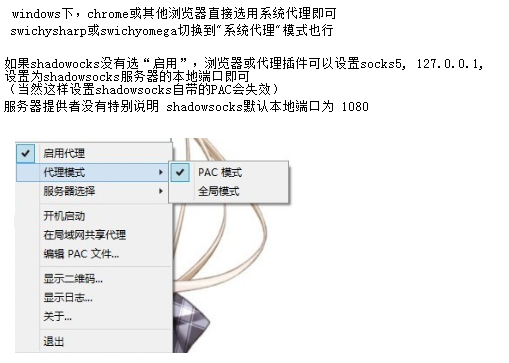 windows下，chrome或其他浏览器直接选用系统代理即可
swichysharp或swichyomega切换到"系统代理"模式也行
如果shadowocks没有选“启用”，浏览器或代理插件可以设置socks5, 127.0.0.1,
设置为shadowsocks服务器的本地端口即可
（当然这样设置shadowsocks自带的PAC会失效）
服务器提供者没有特别说明 shadowsocks默认本地端口为 1080
启用代理
代理模式
PAC 模式
服务器选择
全局模式
开机启动
在局域网共享代理
编辑 PAC 文件...
显示二维码...
显示日志...
关于...
退出